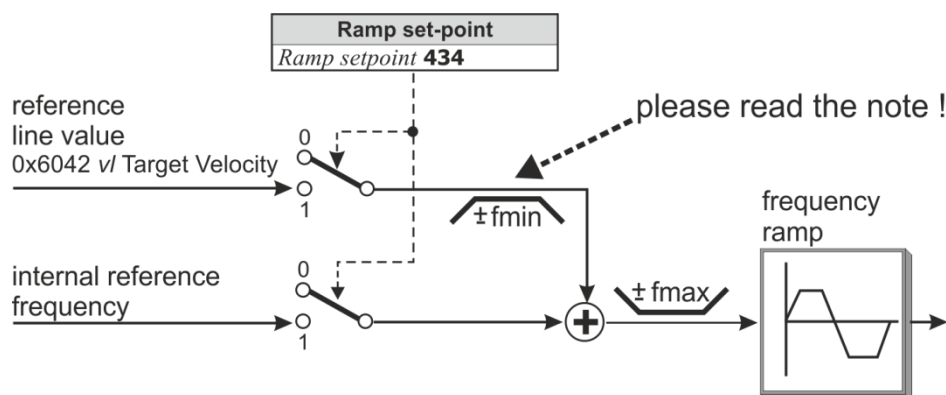 Ramp set-point
Ramp setpoint 434
please read the note !
reference
line value
0x6042 vl Target Velocity
0
1
± fmin
frequency
ramp
internal reference
frequency
0
1
± fmax
+